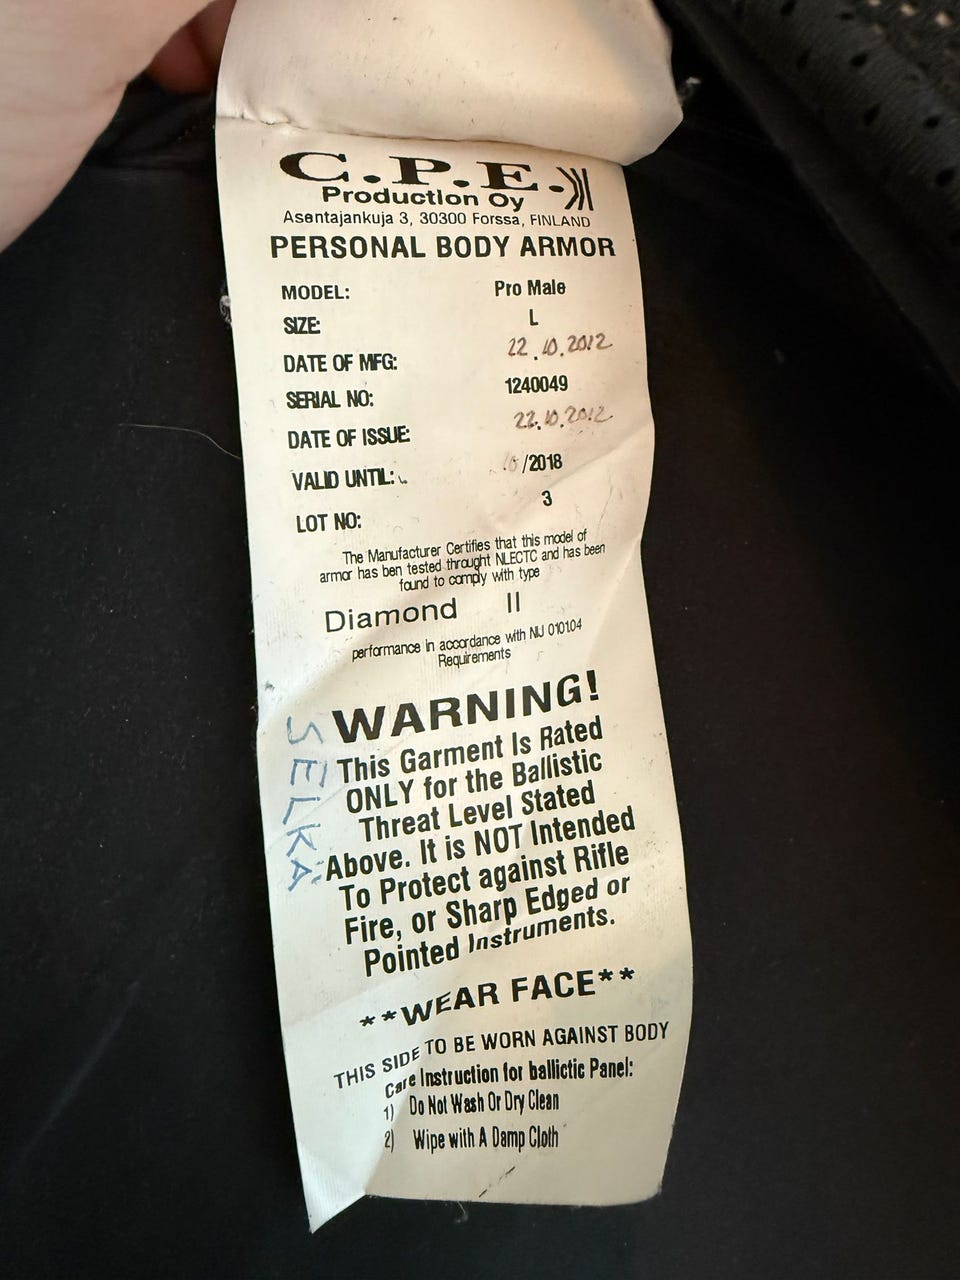 C.P.E.
Production Oy
Asentajankuja 3, 30300 Forssa, FINLAND
PERSONAL BODY ARMOR
MODEL: Pro Male
SIZE: L
DATE OF MFG: 22.10.2012
SERIAL NO: 1240049
DATE OF ISSUE: 22.10.2012
VALID UNTIL: 10/2018
LOT NO: 3
The Manufacturer Certifies that this model of
armor has ben tested throught NLECTC and has been
found to comply with type
Diamond II
performance in accordance with NIJ 0101.04
Requirements
WARNING!
This Garment Is Rated
ONLY for the Ballistic
Threat Level Stated
Above. It is NOT Intended
To Protect against Rifle
Fire, or Sharp Edged or
Pointed Instruments.
SELKÄ
**WEAR FACE**
THIS SIDE TO BE WORN AGAINST BODY
Care Instruction for ballictic Panel:
1) Do Not Wash Or Dry Clean
2) Wipe with A Damp Cloth